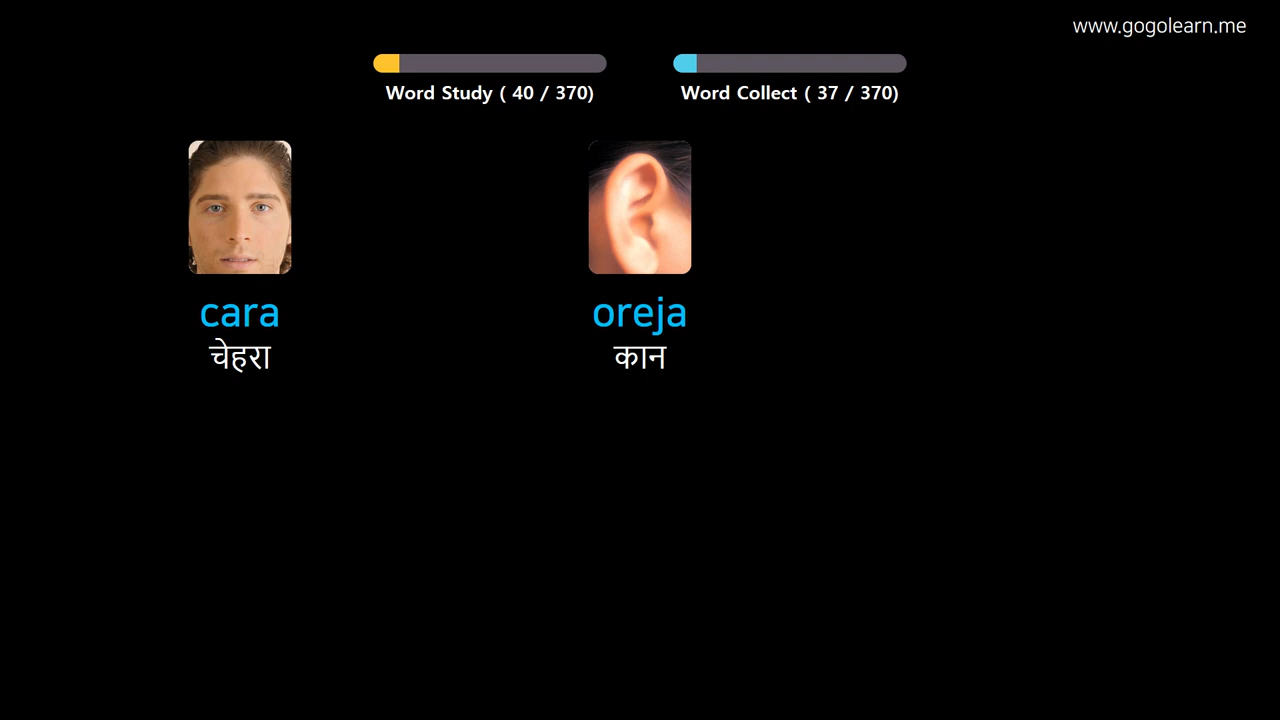 www.gogolearn.me
Word Study ( 40 / 370)
Word Collect ( 37 / 370)
cara
चेहरा
oreja
कान